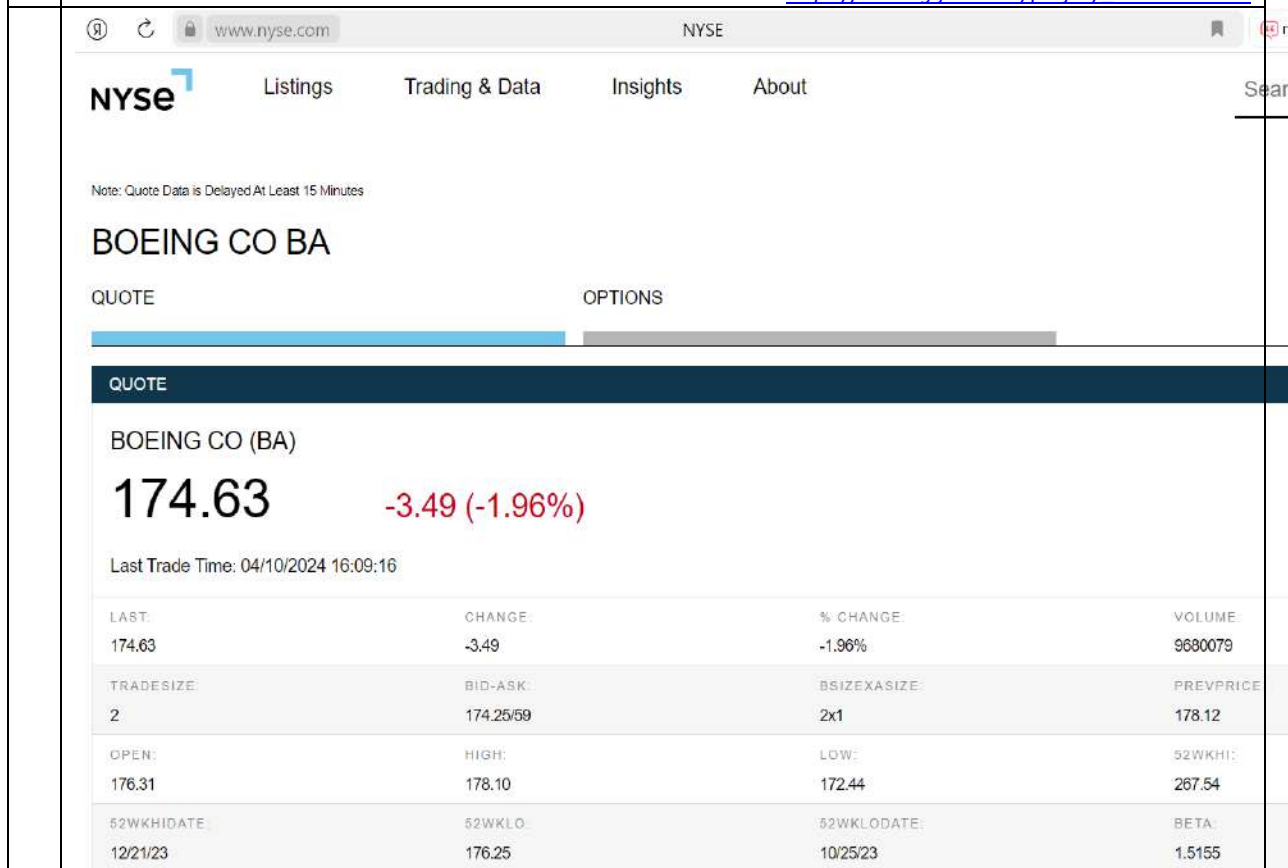 www.nyse.com NYSE
NYSE Listings Trading & Data Insights About
Note: Quote Data is Delayed At Least 15 Minutes
BOEING CO BA
QUOTE OPTIONS
QUOTE
BOEING CO (BA)
174.63 -3.49 (-1.96%)
Last Trade Time: 04/10/2024 16:09:16
LAST: CHANGE: % CHANGE: VOLUME:
174.63 -3.49 -1.96% 9680079
TRADESIZE: BID-ASK: BSIZEXASIZE: PREVPRICE
2 174.25/59 2x1 178.12
OPEN: HIGH: LOW: 52WKHI:
176.31 178.10 172.44 267.54
52WKHIDATE: 52WKLO: 52WKLODATE: BETA:
12/21/23 176.25 10/25/23 1.5155